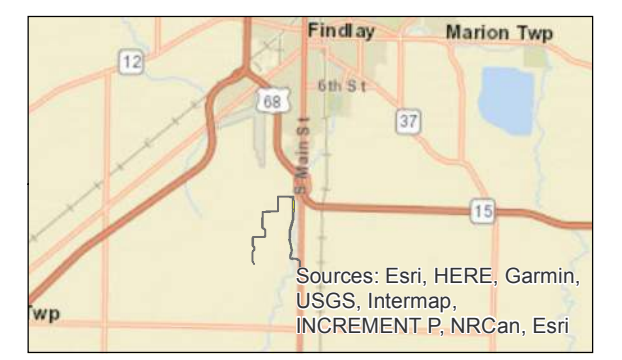 Findlay
Marion Twp
12
6th St
68
37
S Main St
15
Sources: Esri, HERE, Garmin,
USGS, Intermap,
INCREMENT P, NRCan, Esri
Twp